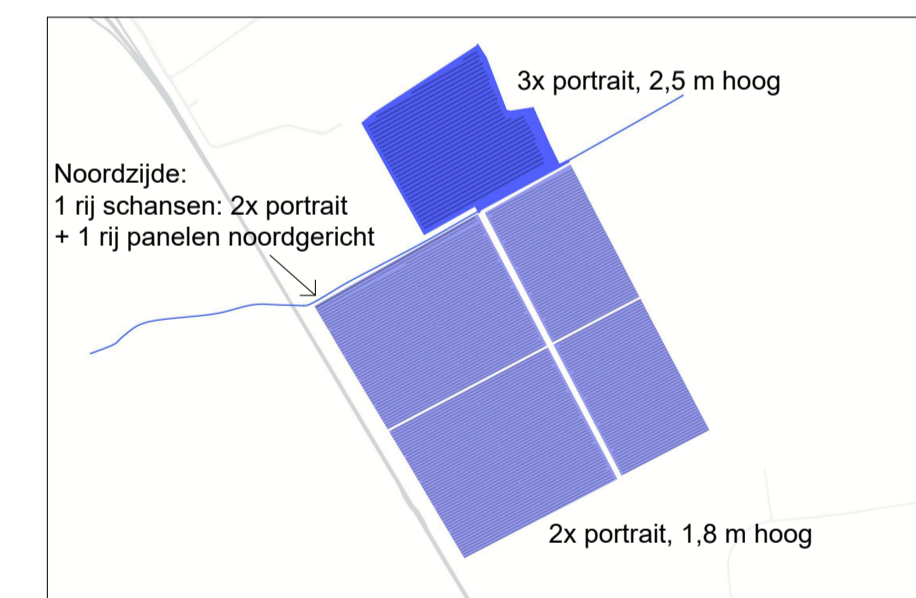 3x portrait, 2,5 m hoog
Noordzijde:
1 rij schansen: 2x portrait
+ 1 rij panelen noordgericht
2x portrait, 1,8 m hoog